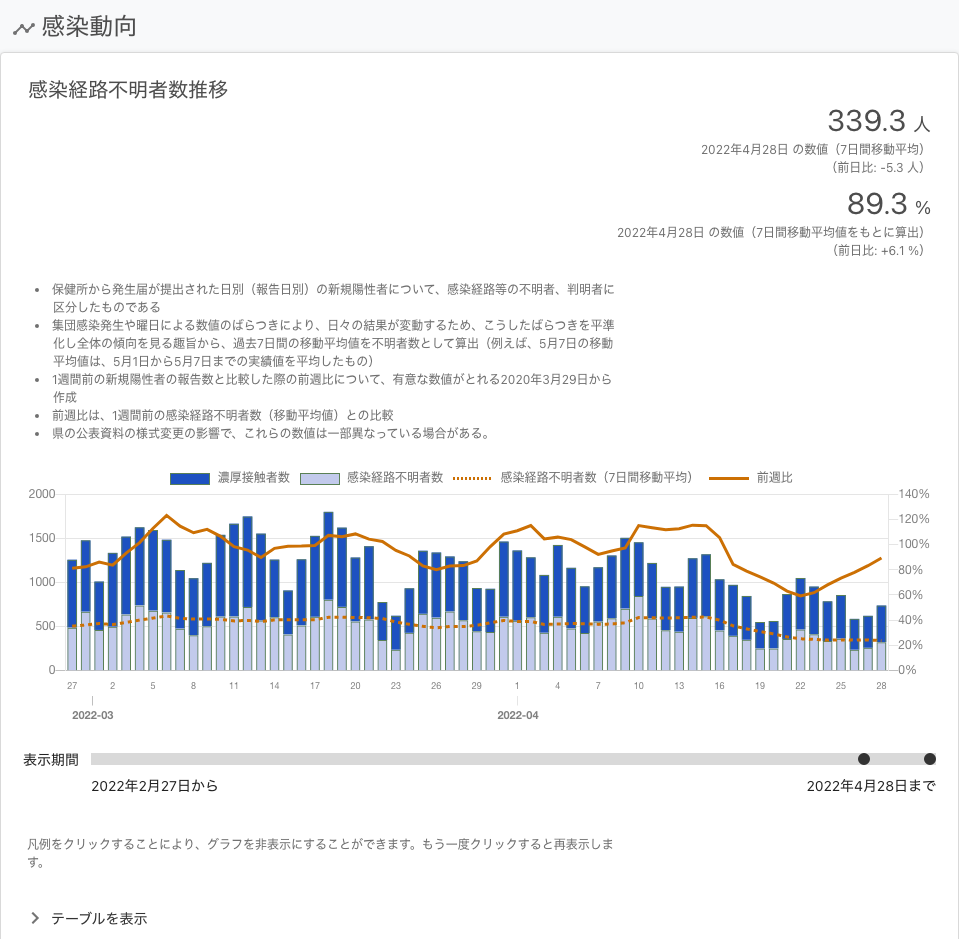 感染動向
感染経路不明者数推移
339.3 人
2022年4月28日 の数値（7日間移動平均）
（前日比: -5.3 人）
89.3 %
2022年4月28日 の数値（7日間移動平均値をもとに算出）
（前日比: +6.1 %）
• 保健所から発生届が提出された日別（報告日別）の新規陽性者について、感染経路等の不明者、判明者に
区分したものである
• 集団感染発生や曜日による数値のばらつきにより、日々の結果が変動するため、こうしたばらつきを平準
化し全体の傾向を見る趣旨から、過去7日間の移動平均値を不明者数として算出（例えば、5月7日の移動
平均値は、5月1日から5月7日までの実績値を平均したもの）
• 1週間前の新規陽性者の報告数と比較した際の前週比について、有意な数値がとれる2020年3月29日から
作成
• 前週比は、1週間前の感染経路不明者数（移動平均値）との比較
• 県の公表資料の様式変更の影響で、これらの数値は一部異なっている場合がある。
濃厚接触者数 感染経路不明者数 感染経路不明者数（7日間移動平均） 前週比
2000 140%
120%
1500
100%
1000 80%
60%
500 40%
20%
0 0%
27 2 5 8 11 14 17 20 23 26 29 1 4 7 10 13 16 19 22 25 28
2022-03 2022-04
表示期間
2022年2月27日から 2022年4月28日まで
凡例をクリックすることにより、グラフを非表示にすることができます。もう一度クリックすると再表示しま
す。
テーブルを表示